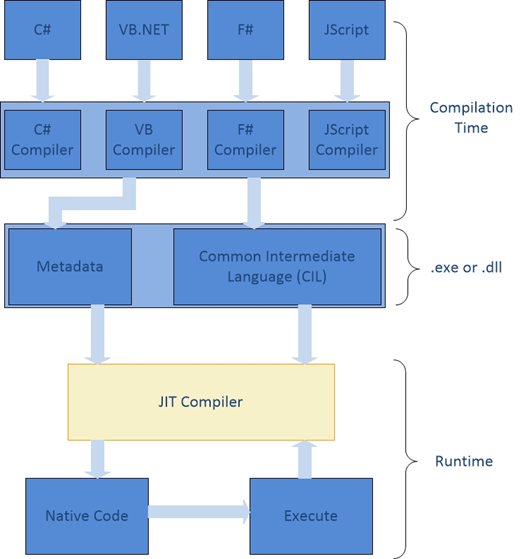 C#
VB.NET
F#
JScript
Compilation
Time
C#
Compiler
VB
Compiler
F#
Compiler
JScript
Compiler
Metadata
Common Intermediate
Language (CIL)
.exe or .dll
JIT Compiler
Runtime
Native Code
Execute